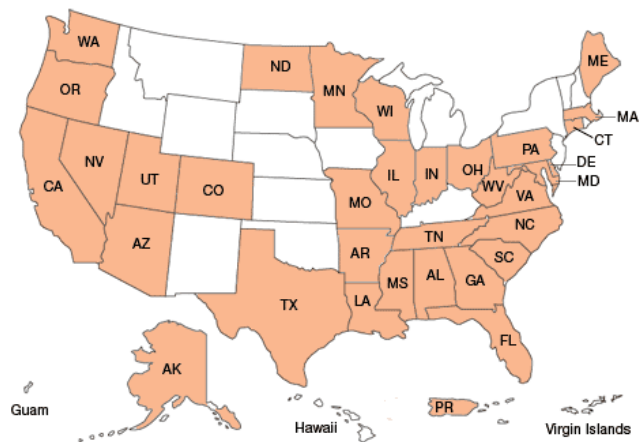 WA
ME
ND
MN
OR
WI
MA
CT
PA
NV
DE
IL
IN
OH
UT
CA
CO
WV
MD
VA
MO
NC
TN
AZ
AR
SC
MS
AL
GA
LA
TX
FL
AK
PR
Guam
Hawaii
Virgin Islands